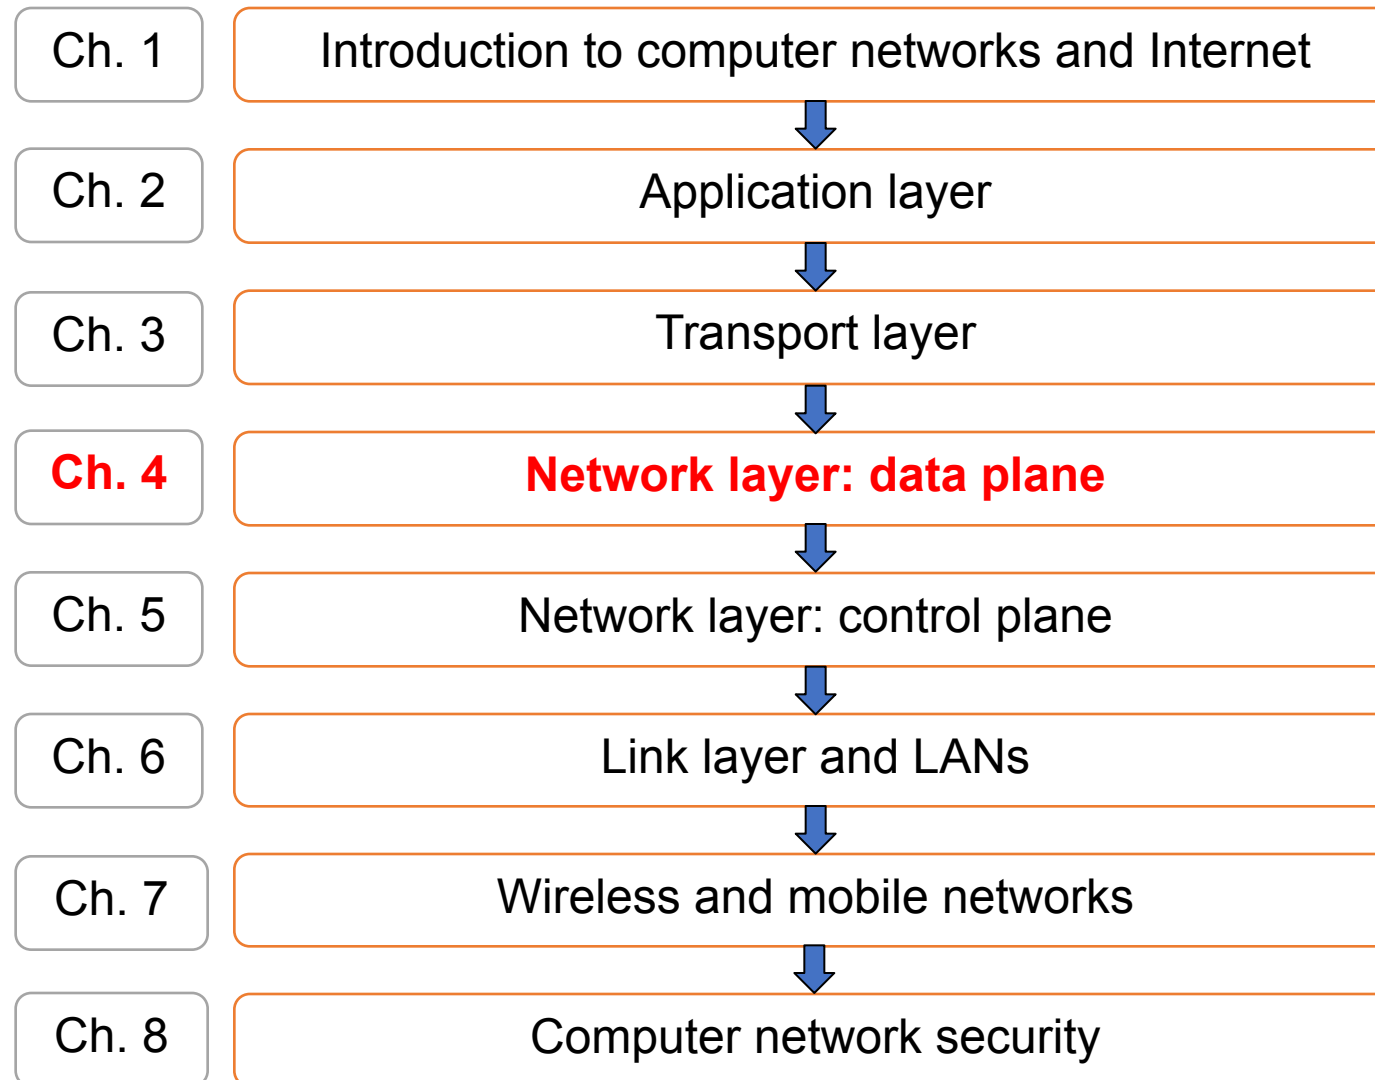 Ch. 1
Introduction to computer networks and Internet
Ch. 2
Application layer
Ch. 3
Transport layer
Ch. 4
Network layer: data plane
Ch. 5
Network layer: control plane
Ch. 6
Link layer and LANs
Ch. 7
Wireless and mobile networks
Ch. 8
Computer network security